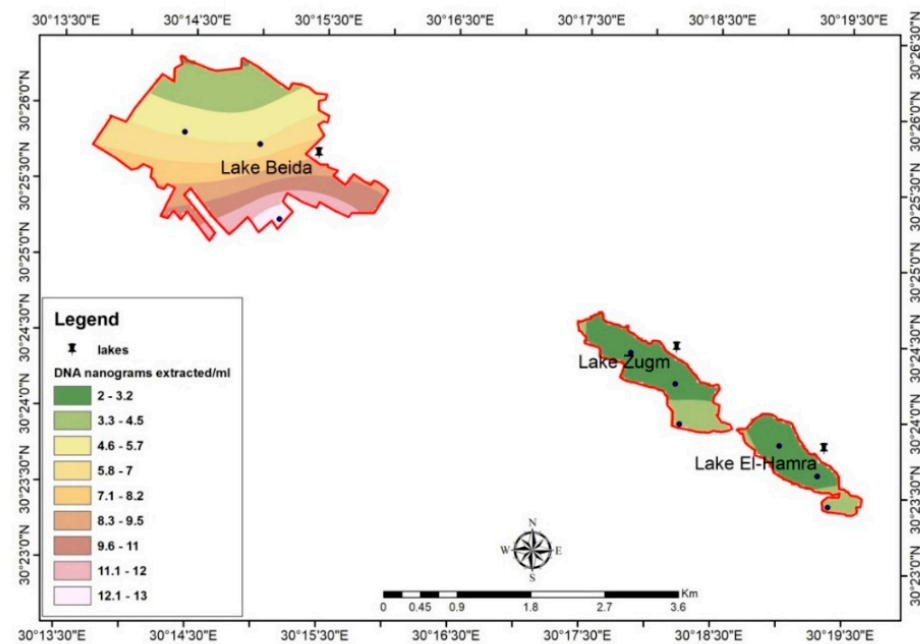 30°13'30"E 30°14'30"E 30°15'30"E 30°16'30"E 30°17'30"E 30°18'30"E 30°19'30"E
30°26'0"N
30°25'30"N
30°25'0"N
30°24'30"N
30°24'0"N
30°23'30"N
30°23'0"N
Lake Beida
Lake Zugm
Lake El-Hamra
Legend
lakes
DNA nanograms extracted/ml
2 - 3.2
3.3 - 4.5
4.6 - 5.7
5.8 - 7
7.1 - 8.2
8.3 - 9.5
9.6 - 11
11.1 - 12
12.1 - 13
N
W E
S
Km
0 0.45 0.9 1.8 2.7 3.6
30°26'30"N
30°26'0"N
30°25'30"N
30°25'0"N
30°24'30"N
30°24'0"N
30°23'30"N
30°23'0"N
30°13'30"E 30°14'30"E 30°15'30"E 30°16'30"E 30°17'30"E 30°18'30"E 30°19'30"E